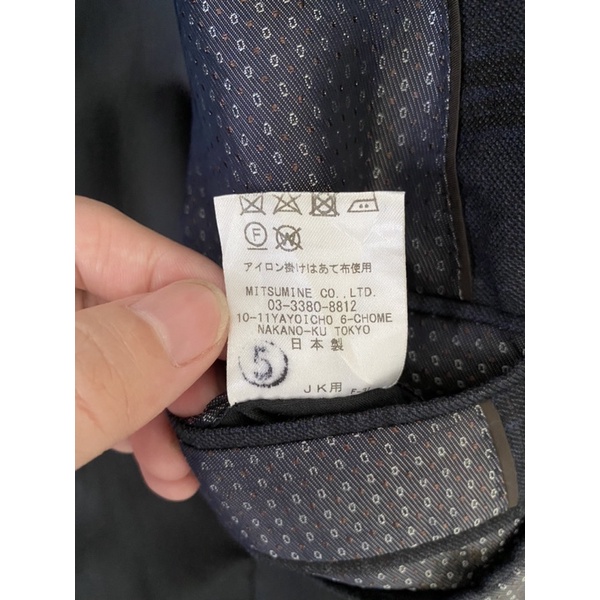 F W
アイロン掛けはあて布使用
MITSUMINE CO.,LTD.
03-3380-8812
10-11YAYOICHO 6-CHOME
NAKANO-KU TOKYO
日本製
5
JK用